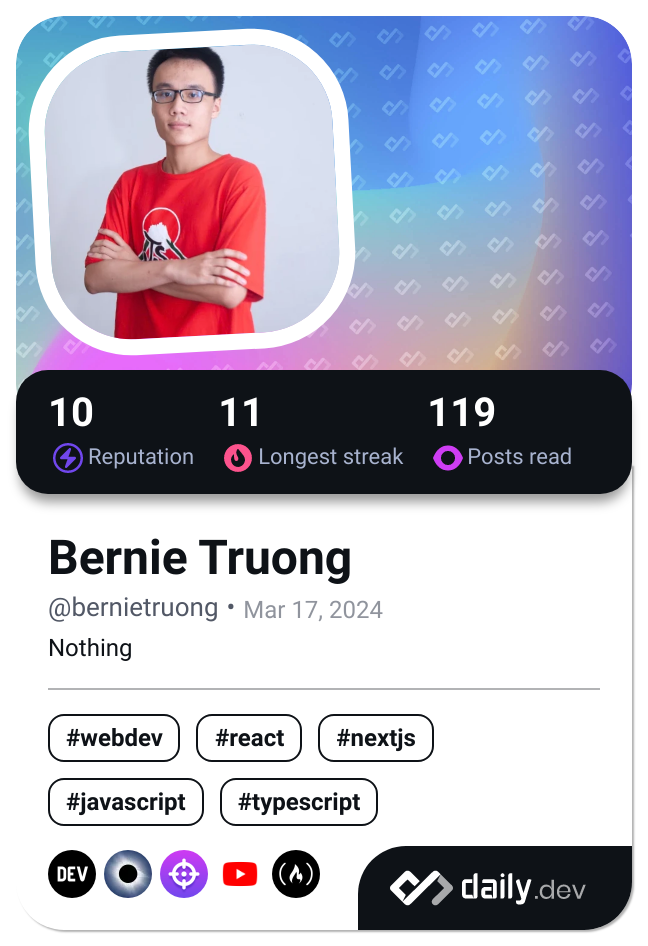 10 11 119
Reputation Longest streak Posts read
Bernie Truong
@bernietruong • Mar 17, 2024
Nothing
#webdev #react #nextjs
#javascript #typescript
DEV
daily.dev